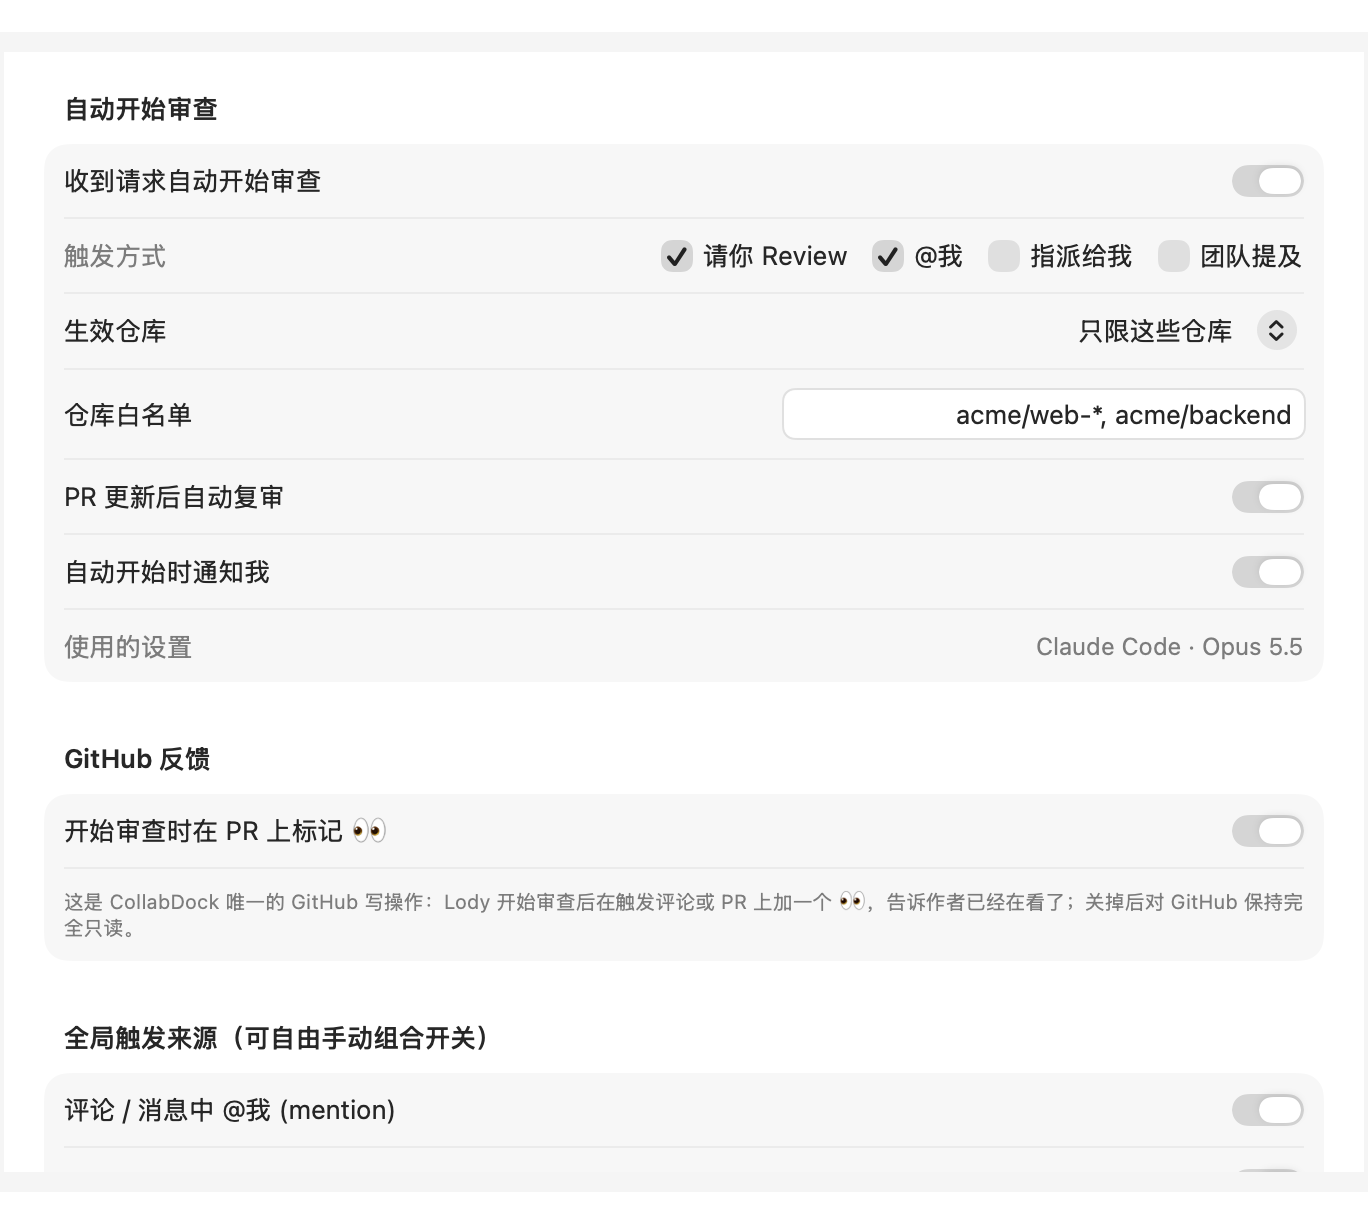 自动开始审查
收到请求自动开始审查
触发方式 请你 Review @我 指派给我 团队提及
生效仓库 只限这些仓库
仓库白名单 acme/web-*, acme/backend
PR 更新后自动复审
自动开始时通知我
使用的设置 Claude Code · Opus 5.5
GitHub 反馈
开始审查时在 PR 上标记 👀
这是 CollabDock 唯一的 GitHub 写操作：Lody 开始审查后在触发评论或 PR 上加一个 👀，告诉作者已经在看了；关掉后对 GitHub 保持完
全只读。
全局触发来源（可自由手动组合开关）
评论 / 消息中 @我 (mention)